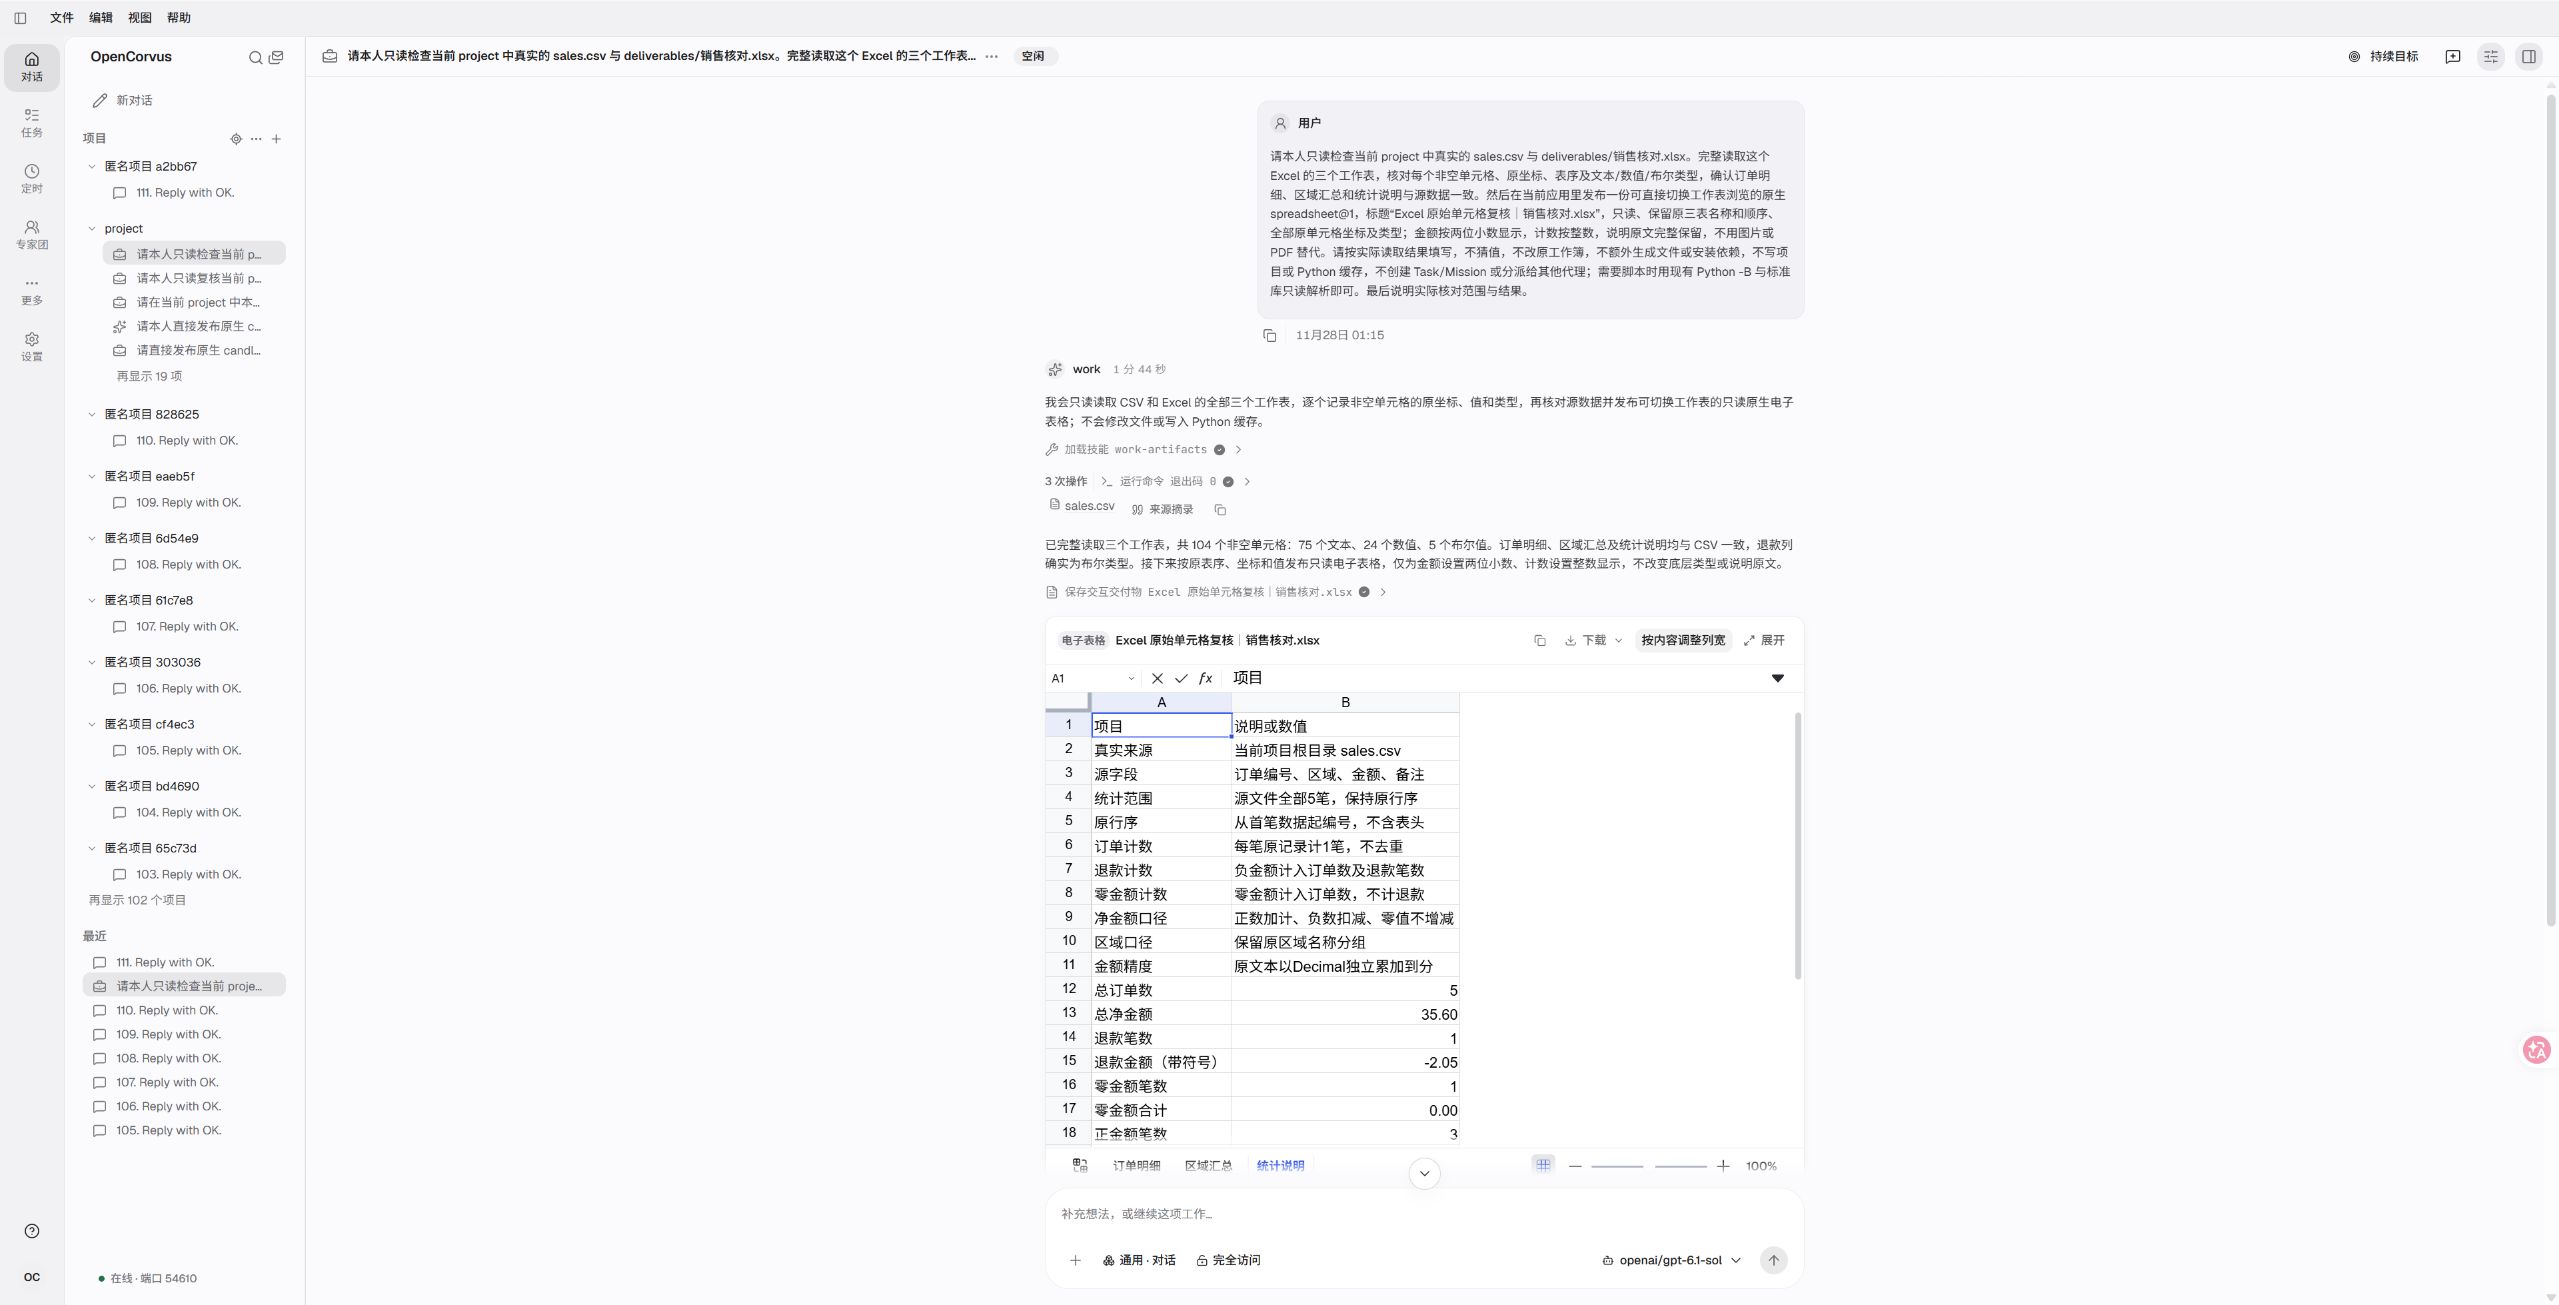 文件 编辑 视图 帮助
对话
任务
定时
专家团
更多
设置
OC
OpenCorvus
新对话
项目
匿名项目 a2bb67
111. Reply with OK.
project
请本人只读检查当前 p...
请本人只读复核当前 p...
请在当前 project 中本...
请本人直接发布原生 c...
请直接发布原生 candl...
再显示 19 项
匿名项目 828625
110. Reply with OK.
匿名项目 eaeb5f
109. Reply with OK.
匿名项目 6d54e9
108. Reply with OK.
匿名项目 61c7e8
107. Reply with OK.
匿名项目 303036
106. Reply with OK.
匿名项目 cf4ec3
105. Reply with OK.
匿名项目 bd4690
104. Reply with OK.
匿名项目 65c73d
103. Reply with OK.
再显示 102 个项目
最近
111. Reply with OK.
请本人只读检查当前 proje...
110. Reply with OK.
109. Reply with OK.
108. Reply with OK.
107. Reply with OK.
106. Reply with OK.
105. Reply with OK.
在线 · 端口 54610
请本人只读检查当前 project 中真实的 sales.csv 与 deliverables/销售核对.xlsx。完整读取这个 Excel 的三个工作表... 空闲
持续目标
用户
请本人只读检查当前 project 中真实的 sales.csv 与 deliverables/销售核对.xlsx。完整读取这个
Excel 的三个工作表，核对每个非空单元格、原坐标、表序及文本/数值/布尔类型，确认订单明
细、区域汇总和统计说明与源数据一致。然后在当前应用里发布一份可直接切换工作表浏览的原生
spreadsheet@1，标题“Excel 原始单元格复核｜销售核对.xlsx”，只读、保留原三表名称和顺序、
全部原单元格坐标及类型；金额按两位小数显示，计数按整数，说明原文完整保留，不用图片或
PDF 替代。请按实际读取结果填写，不猜值，不改原工作簿，不额外生成文件或安装依赖，不写项
目或 Python 缓存，不创建 Task/Mission 或分派给其他代理；需要脚本时用现有 Python -B 与标准
库只读解析即可。最后说明实际核对范围与结果。
11月28日 01:15
work 1 分 44 秒
我会只读读取 CSV 和 Excel 的全部三个工作表，逐个记录非空单元格的原坐标、值和类型，再核对源数据并发布可切换工作表的只读原生电子
表格；不会修改文件或写入 Python 缓存。
加载技能 work-artifacts
3 次操作 运行命令 退出码 0
sales.csv 来源摘录
已完整读取三个工作表，共 104 个非空单元格：75 个文本、24 个数值、5 个布尔值。订单明细、区域汇总及统计说明均与 CSV 一致，退款列
确实为布尔类型。接下来按原表序、坐标和值发布只读电子表格，仅为金额设置两位小数、计数设置整数显示，不改变底层类型或说明原文。
保存交互交付物 Excel 原始单元格复核｜销售核对.xlsx
电子表格 Excel 原始单元格复核｜销售核对.xlsx 下载 按内容调整列宽 展开
A1 fx 项目
A B
1 项目 说明或数值
2 真实来源 当前项目根目录 sales.csv
3 源字段 订单编号、区域、金额、备注
4 统计范围 源文件全部5笔，保持原行序
5 原行序 从首笔数据起编号，不含表头
6 订单计数 每笔原记录计1笔，不去重
7 退款计数 负金额计入订单数及退款笔数
8 零金额计数 零金额计入订单数，不计退款
9 净金额口径 正数加计、负数扣减、零值不增减
10 区域口径 保留原区域名称分组
11 金额精度 原文本以Decimal独立累加到分
12 总订单数 5
13 总净金额 35.60
14 退款笔数 1
15 退款金额（带符号） -2.05
16 零金额笔数 1
17 零金额合计 0.00
18 正金额笔数 3
订单明细 区域汇总 统计说明 100%
补充想法，或继续这项工作...
通用 · 对话 完全访问 openai/gpt-6.1-sol